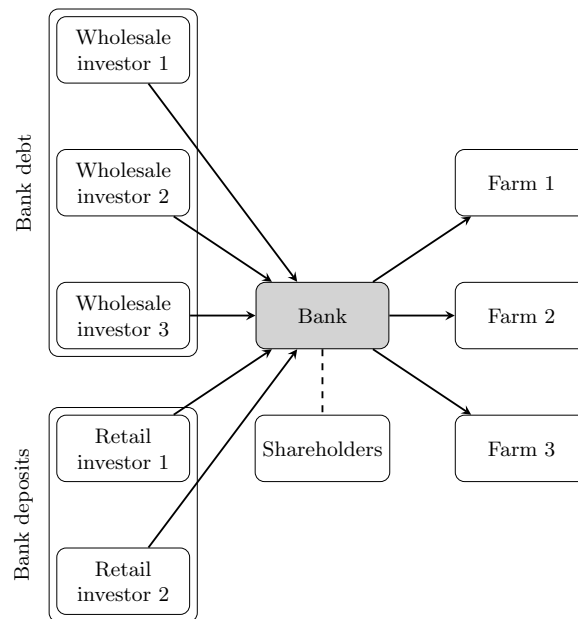 Bank debt
Wholesale
investor 1
Wholesale
investor 2
Wholesale
investor 3
Bank deposits
Retail
investor 1
Retail
investor 2
Bank
Shareholders
Farm 1
Farm 2
Farm 3